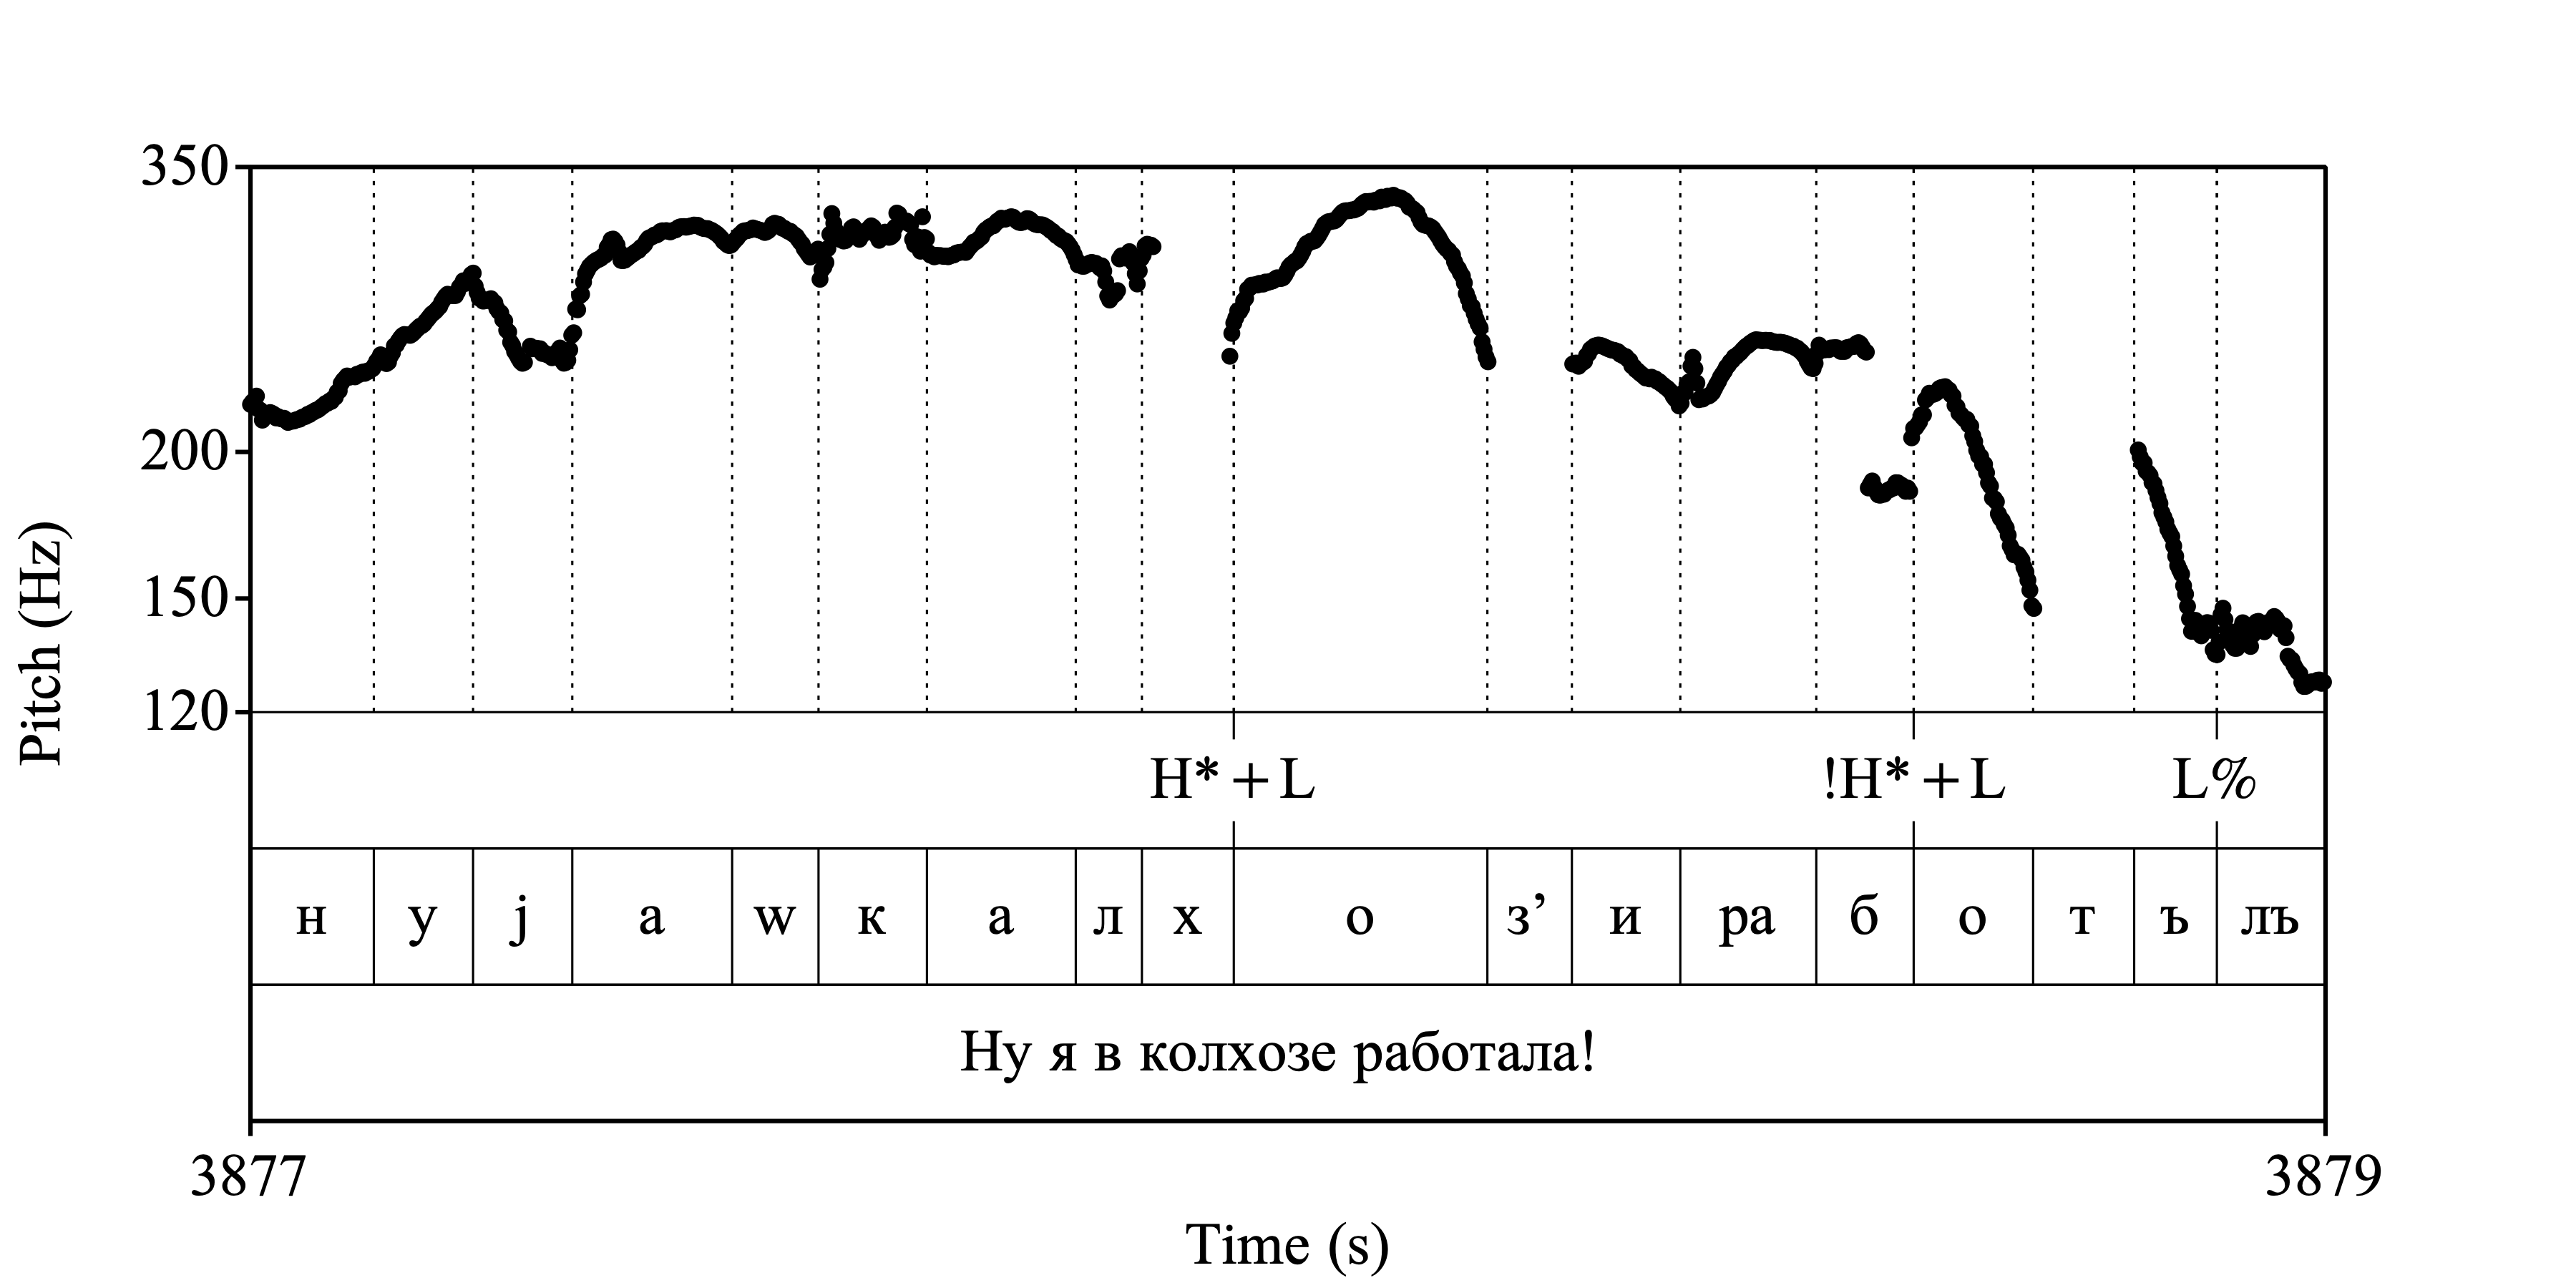 350
200
150
120
Pitch (Hz)
H* + L !H* + L L%
н у j а w к а л х о з’ и ра б о т ъ лъ
Ну я в колхозе работала!
3877 3879
Time (s)